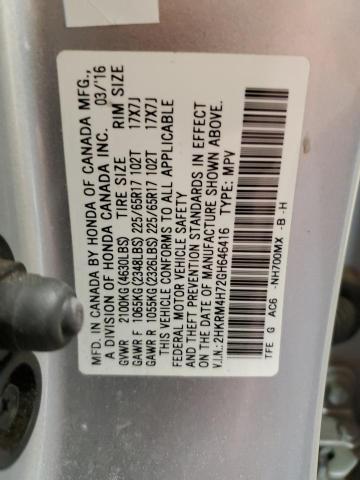 MFD. IN CANADA BY HONDA OF CANADA MFG.,
A DIVISION OF HONDA CANADA INC. 03/'16
GVWR 2100KG(4630LBS) TIRE SIZE RIM SIZE
GAWR F 1065KG(2348LBS) 225/65R17 102T 17X7J
GAWR R 1055KG(2326LBS) 225/65R17 102T 17X7J
THIS VEHICLE CONFORMS TO ALL APPLICABLE
FEDERAL MOTOR VEHICLE SAFETY
AND THEFT PREVENTION STANDARDS IN EFFECT
ON THE DATE OF MANUFACTURE SHOWN ABOVE.
V.I.N.: 2HKRM4H72GH646416 TYPE: MPV
TFE G AC6 -NH700MX -B -H